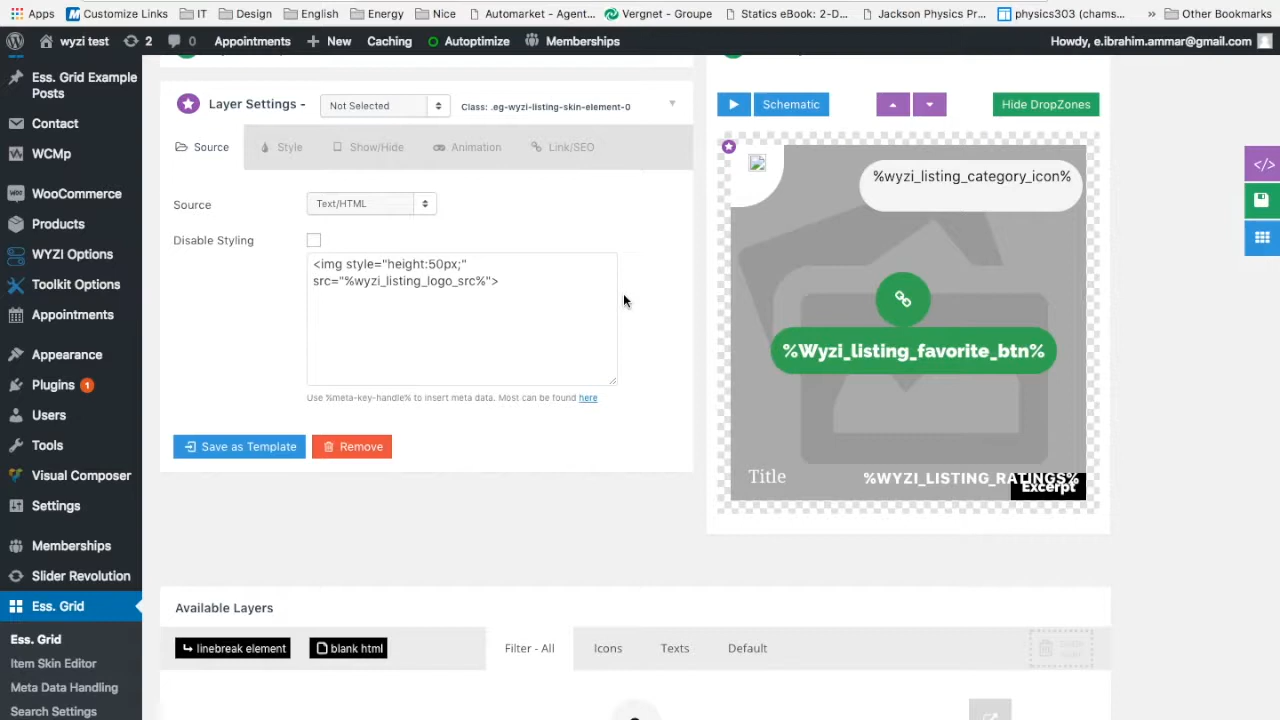 Apps
Customize Links
IT
Design
English
Energy
Nice
Automarket - Agent...
Vergnet - Groupe
Statics eBook: 2-D...
Jackson Physics Pr...
physics303 (chams...
»
Other Bookmarks
wyzi test
2
0
Appointments
+ New
Caching
Autoptimize
Memberships
Howdy, e.ibrahim.ammar@gmail.com
Ess. Grid Example
Posts
Contact
WCMp
WooCommerce
Products
WYZI Options
Toolkit Options
Appointments
Appearance
Plugins 1
Users
Tools
Visual Composer
Settings
Memberships
Slider Revolution
Ess. Grid
Ess. Grid
Item Skin Editor
Meta Data Handling
Search Settings
Layer Settings -
Not Selected
Class: .eg-wyzi-listing-skin-element-0
Source
Style
Show/Hide
Animation
Link/SEO
Source
Text/HTML
Disable Styling
<img style="height:50px;"
src="%wyzi_listing_logo_src%">
Use %meta-key-handle% to insert meta data. Most can be found here
Save as Template
Remove
Schematic
Hide DropZones
%wyzi_listing_category_icon%
%Wyzi_listing_favorite_btn%
Title
%WYZI_LISTING_RATINGS%
Excerpt
</>
Available Layers
linebreak element
blank html
Filter - All
Icons
Texts
Default